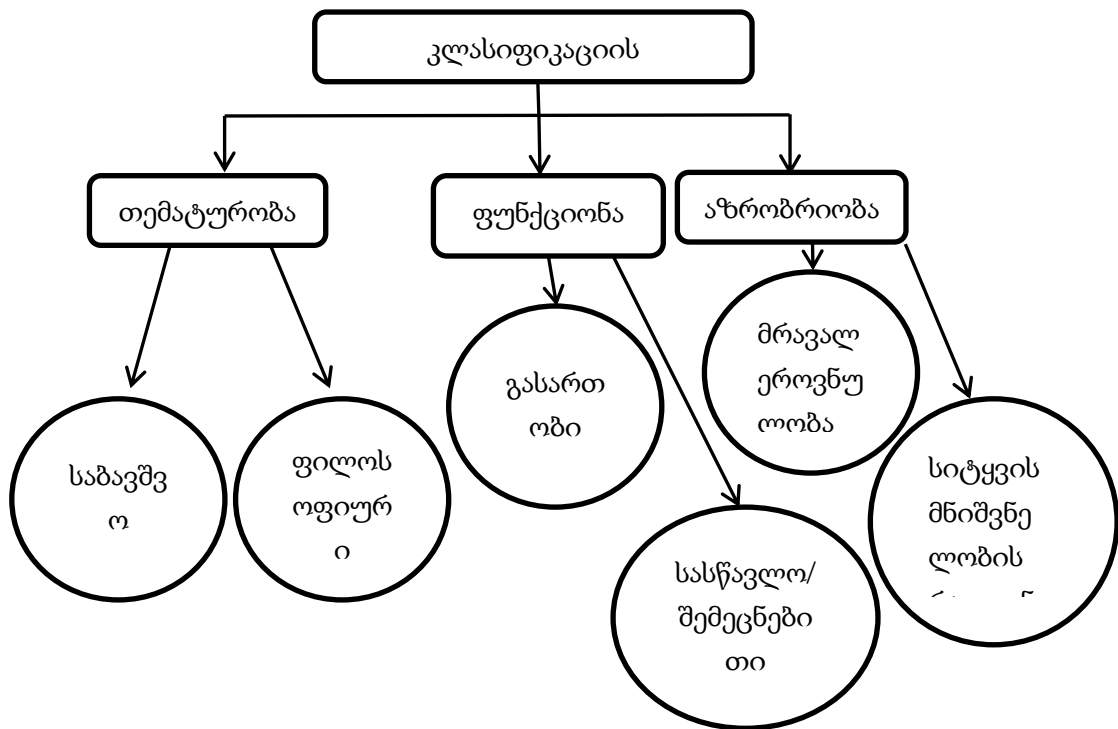 კლასიფიკაციის
თემატურობა
ფუნქციონა
აზრობრიობა
საბავშვ
ო
ფილოს
ოფიურ
ი
გასართ
ობი
სასწავლო/
შემეცნები
თი
მრავალ
ეროვნუ
ლობა
სიტყვის
მნიშვნე
ლობის